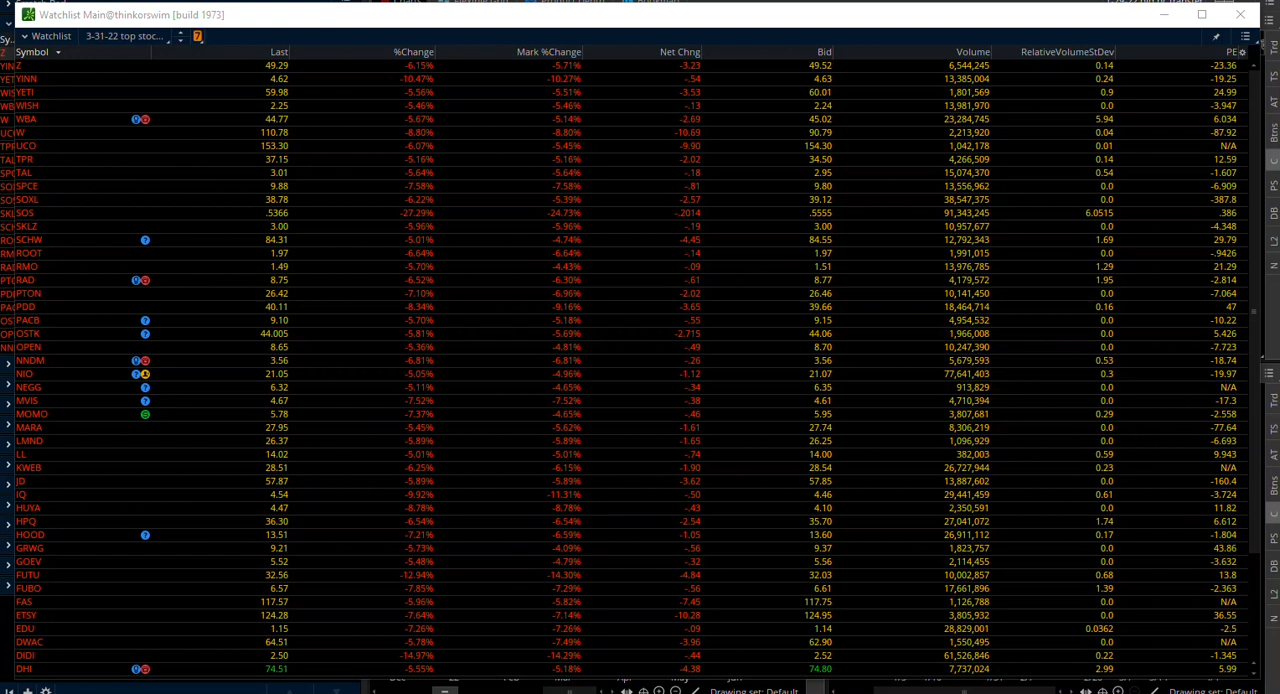 Watchlist Main@thinkorswim [build 1973]
Watchlist 3-31-22 top stoc... 7
Symbol Last %Change Mark %Change Net Chng Bid Volume RelativeVolumeStDev PE
Z 49.29 -6.15% -5.71% -3.23 49.52 6,544,245 0.14 -23.36
YINN 4.62 -10.47% -10.27% -.54 4.63 13,385,004 0.24 -19.25
YETI 59.98 -5.56% -5.51% -3.53 60.01 1,801,569 0.9 24.99
WISH 2.25 -5.46% -5.46% -.13 2.24 13,981,970 0.0 -3.947
WBA 44.77 -5.67% -5.14% -2.69 45.02 23,284,745 5.94 6.034
W 110.78 -8.80% -8.80% -10.69 90.79 2,213,920 0.04 -87.92
UCO 153.30 -6.07% -5.45% -9.90 154.30 1,042,178 0.01 N/A
TPR 37.15 -5.16% -5.16% -2.02 34.50 4,266,509 0.14 12.59
TAL 3.01 -5.64% -5.64% -.18 2.95 15,074,370 0.54 -1.607
SPCE 9.88 -7.58% -7.58% -.81 9.80 13,556,962 0.0 -6.909
SOXL 38.78 -6.22% -5.39% -2.57 39.12 38,547,375 0.0 -387.8
SOS .5366 -27.29% -24.73% -.2014 .5555 91,343,245 6.0515 .386
SKLZ 3.00 -5.96% -5.96% -.19 3.00 10,957,677 0.0 -4.348
SCHW 84.31 -5.01% -4.74% -4.45 84.55 12,792,343 1.69 29.79
ROOT 1.97 -6.64% -6.64% -.14 1.97 1,991,015 0.0 -.9426
RMO 1.49 -5.70% -4.43% -.09 1.51 13,976,785 1.29 21.29
RAD 8.75 -6.52% -6.30% -.61 8.77 4,179,572 1.95 -2.814
PTON 26.42 -7.10% -6.96% -2.02 26.46 10,141,450 0.0 -7.064
PDD 40.11 -8.34% -9.16% -3.65 39.66 18,464,714 0.16 47
PACB 9.10 -5.70% -5.18% -.55 9.15 4,954,532 0.0 -10.22
OSTK 44.005 -5.81% -5.69% -2.715 44.06 1,966,008 0.0 5.426
OPEN 8.65 -5.36% -4.81% -.49 8.70 10,247,390 0.0 -7.723
NNDM 3.56 -6.81% -6.81% -.26 3.56 5,679,593 0.53 -18.74
NIO 21.05 -5.05% -4.96% -1.12 21.07 77,641,403 0.3 -19.97
NEGG 6.32 -5.11% -4.65% -.34 6.35 913,829 0.0 N/A
MVIS 4.67 -7.52% -7.52% -.38 4.61 4,710,394 0.0 -17.3
MOMO 5.78 -7.37% -4.65% -.46 5.95 3,807,681 0.29 -2.558
MARA 27.95 -5.45% -5.62% -1.61 27.74 8,306,219 0.0 -77.64
LMND 26.37 -5.89% -5.89% -1.65 26.25 1,096,929 0.0 -6.693
LL 14.02 -5.01% -5.01% -.74 14.00 382,003 0.59 9.943
KWEB 28.51 -6.25% -6.15% -1.90 28.54 26,727,944 0.23 N/A
JD 57.87 -5.89% -5.89% -3.62 57.85 13,887,602 0.0 -160.4
IQ 4.54 -9.92% -11.31% -.50 4.46 29,441,459 0.61 -3.724
HUYA 4.47 -8.78% -8.78% -.43 4.10 2,350,591 0.0 11.82
HPQ 36.30 -6.54% -6.54% -2.54 35.70 27,041,072 1.74 6.612
HOOD 13.51 -7.21% -6.59% -1.05 13.60 26,911,112 0.17 -1.804
GRWG 9.21 -5.73% -4.09% -.56 9.37 1,823,757 0.0 43.86
GOEV 5.52 -5.48% -4.79% -.32 5.56 2,114,455 0.0 -3.632
FUTU 32.56 -12.94% -14.30% -4.84 32.03 10,002,857 0.68 13.8
FUBO 6.57 -7.85% -7.29% -.56 6.61 17,661,896 1.39 -2.363
FAS 117.57 -5.96% -5.82% -7.45 117.75 1,126,788 0.0 N/A
ETSY 124.28 -7.64% -7.14% -10.28 124.95 3,805,932 0.0 36.55
EDU 1.15 -7.26% -7.26% -.09 1.14 28,829,001 0.0362 -2.5
DWAC 64.51 -5.78% -7.49% -3.96 62.90 1,550,495 0.0 N/A
DIDI 2.50 -14.97% -14.29% -.44 2.52 61,526,846 0.22 -1.345
DHI 74.51 -5.55% -5.18% -4.38 74.80 7,737,024 2.99 5.99
Drawing set: Default Drawing set: Default
Trd
TS
AT
Btns
C
PS
DB
L2
N
Trd
TS
AT
Btns
C
PS
DB
L2
N